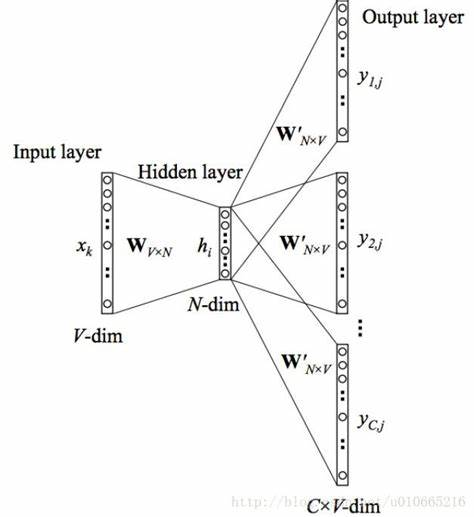 Output layer
y1,j
W'N×V
Input layer
Hidden layer
xk
WV×N
hi
W'N×V
y2,j
N-dim
V-dim
W'N×V
yC,j
C×V-dim